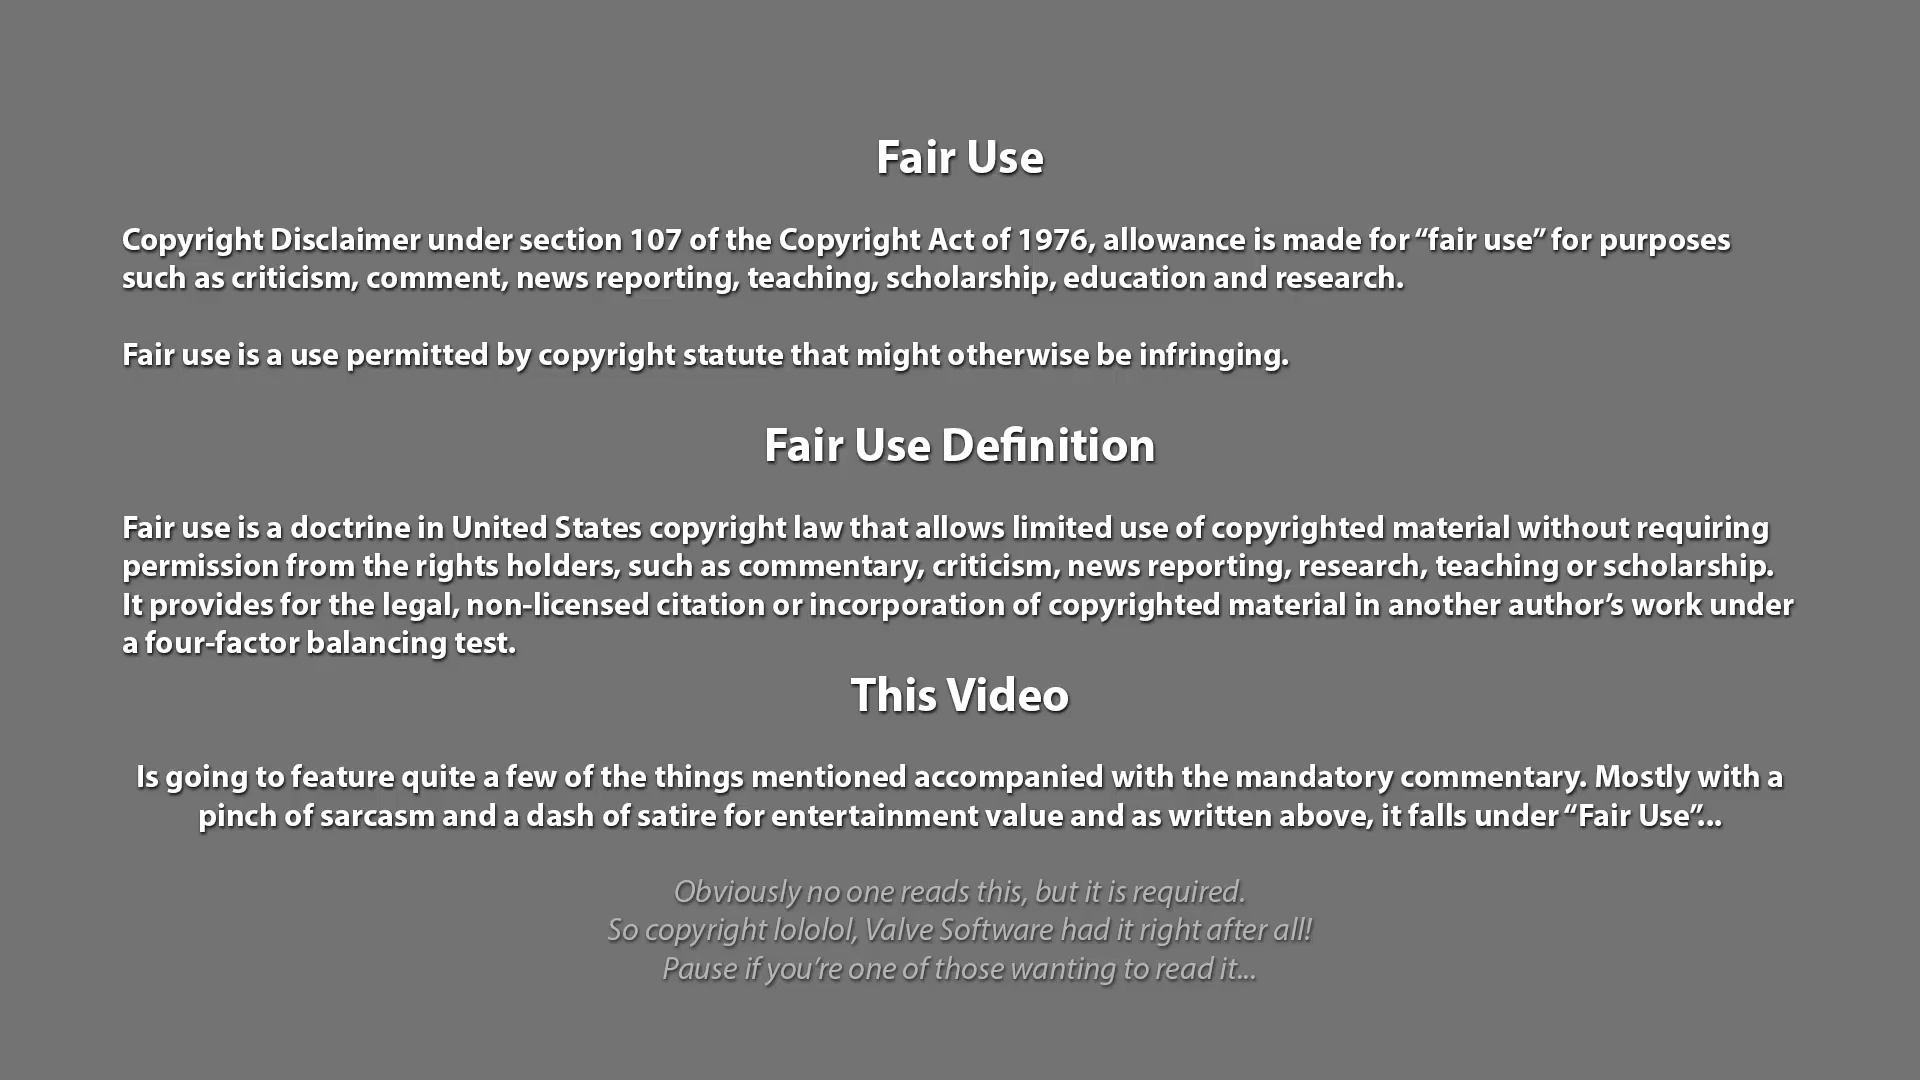 Fair Use
Copyright Disclaimer under section 107 of the Copyright Act of 1976, allowance is made for “fair use” for purposes
such as criticism, comment, news reporting, teaching, scholarship, education and research.
Fair use is a use permitted by copyright statute that might otherwise be infringing.
Fair Use Definition
Fair use is a doctrine in United States copyright law that allows limited use of copyrighted material without requiring
permission from the rights holders, such as commentary, criticism, news reporting, research, teaching or scholarship.
It provides for the legal, non-licensed citation or incorporation of copyrighted material in another author’s work under
a four-factor balancing test.
This Video
Is going to feature quite a few of the things mentioned accompanied with the mandatory commentary. Mostly with a
pinch of sarcasm and a dash of satire for entertainment value and as written above, it falls under “Fair Use”...
Obviously no one reads this, but it is required.
So copyright lololol, Valve Software had it right after all!
Pause if you’re one of those wanting to read it...